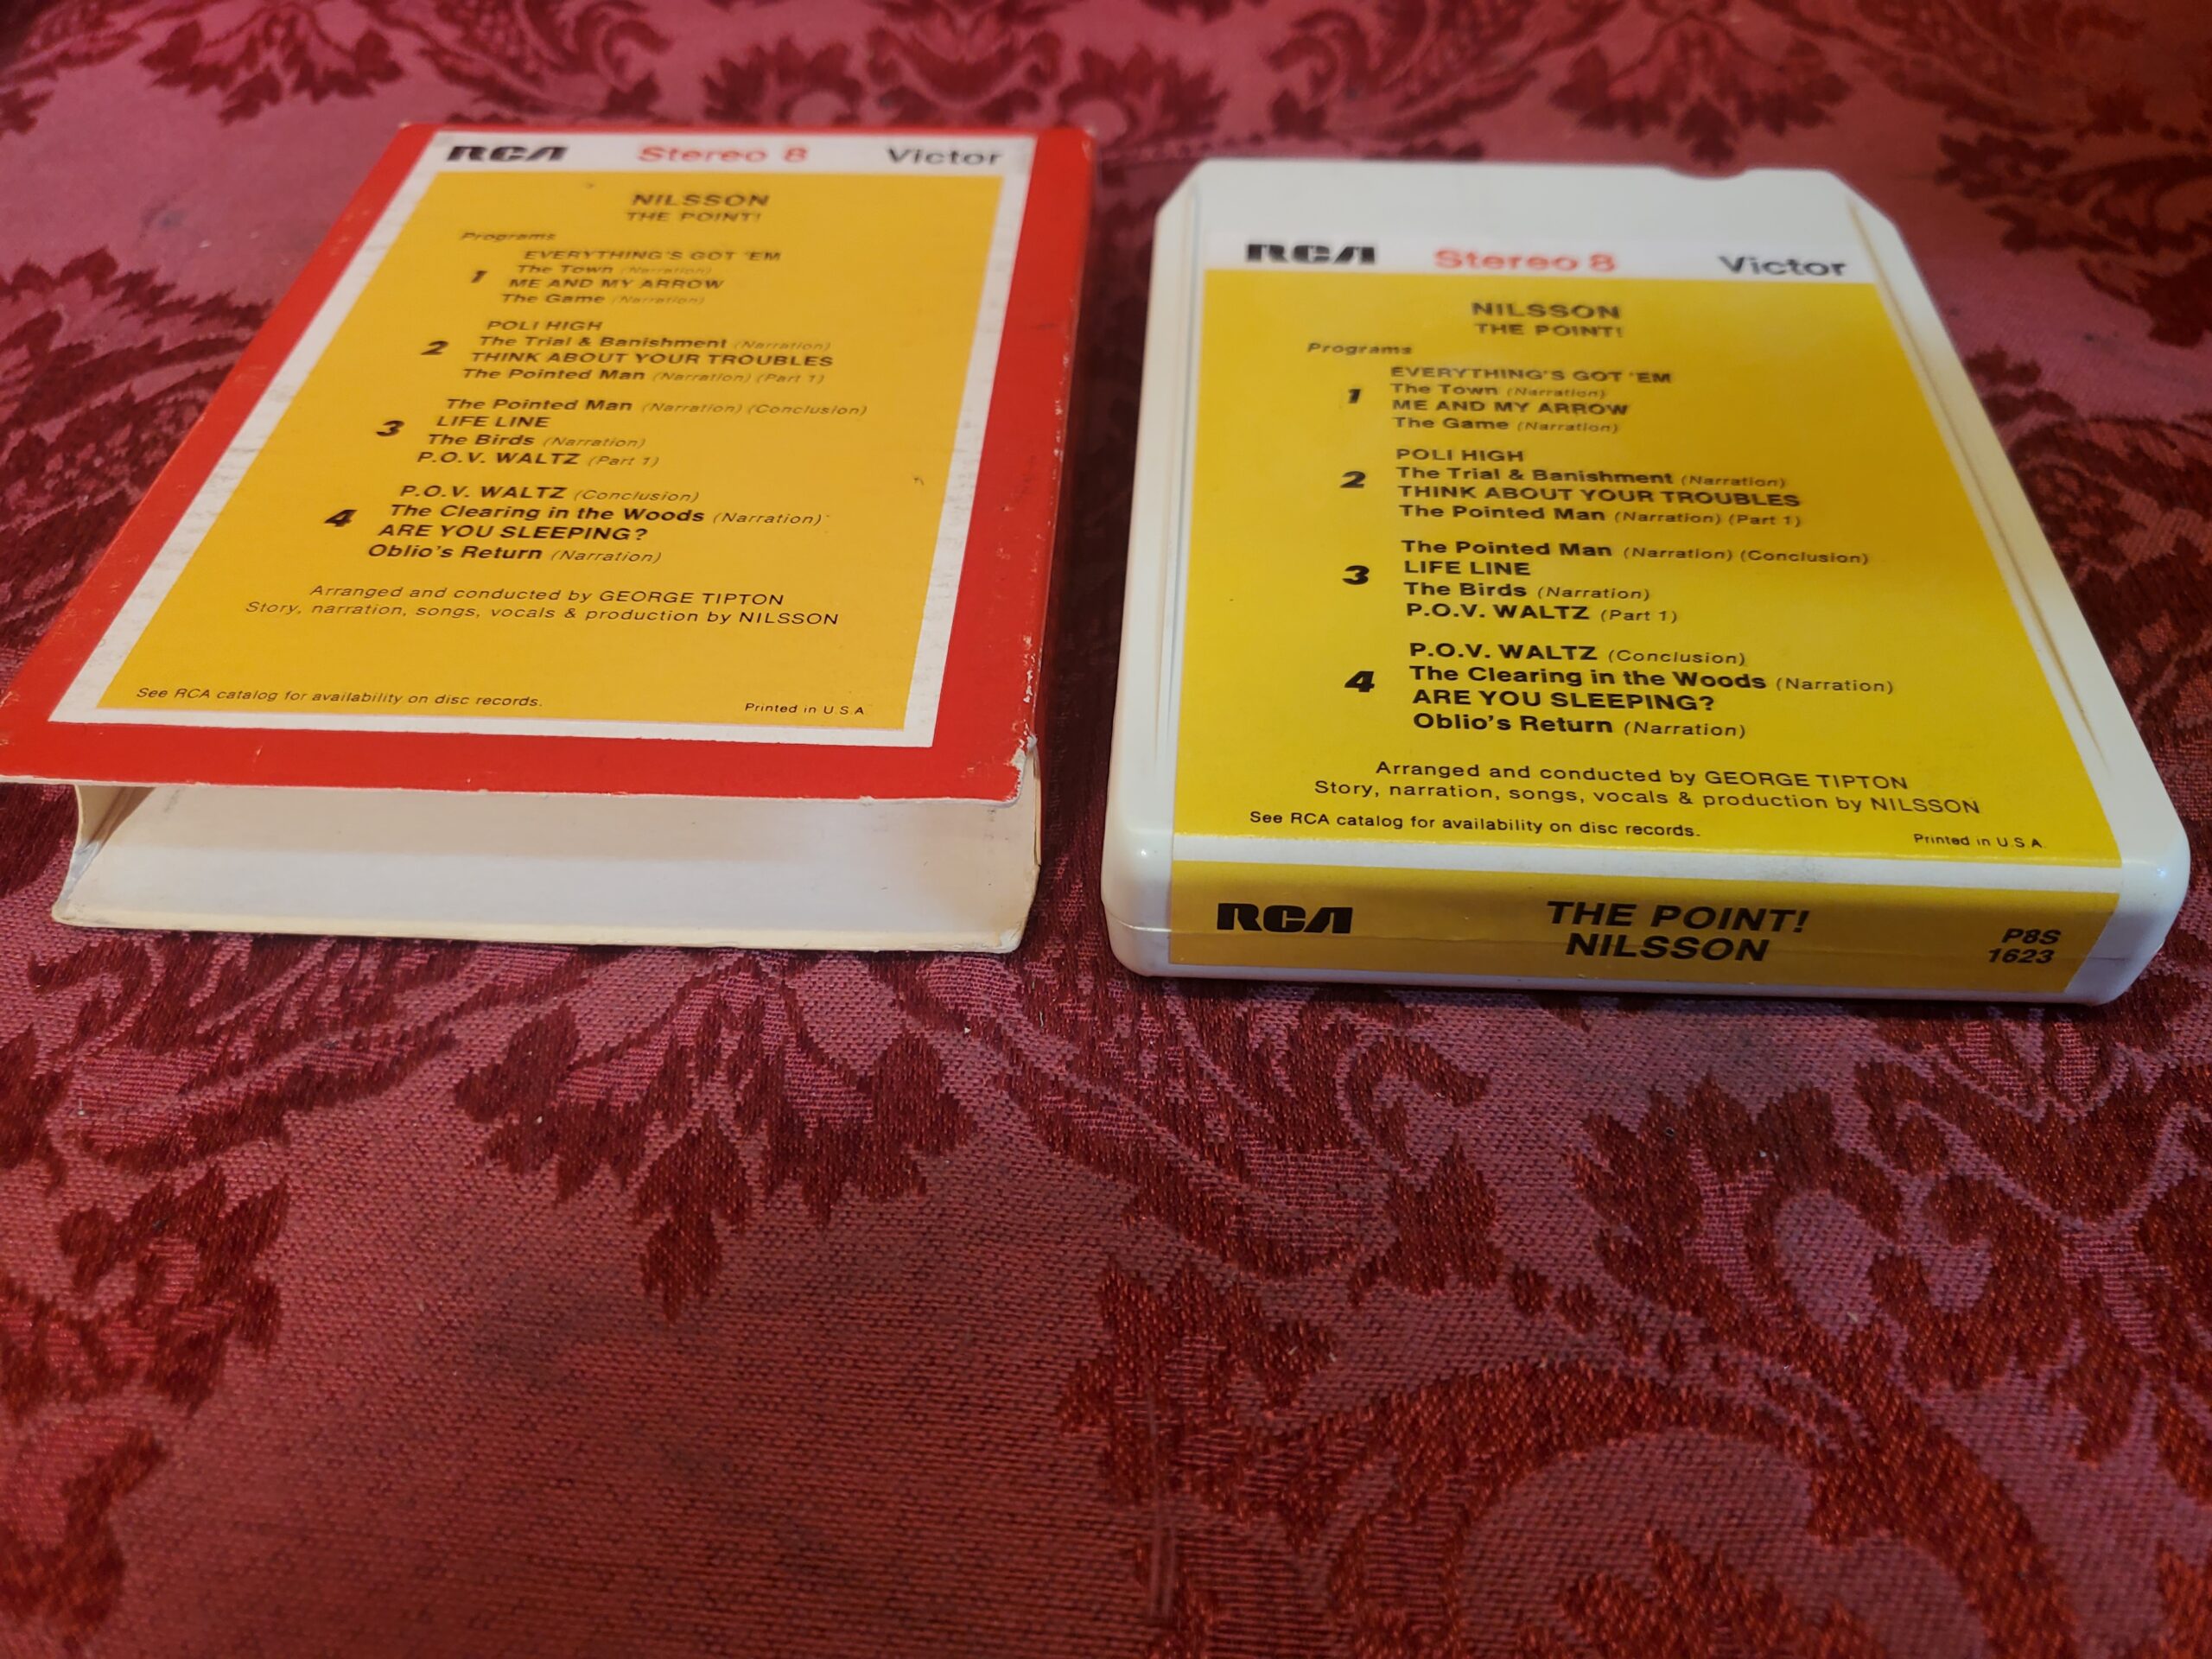 RCA Stereo 8 Victor
NILSSON
THE POINT!
Programs
1
EVERYTHING'S GOT 'EM
The Town (Narration)
ME AND MY ARROW
The Game (Narration)
2
POLI HIGH
The Trial & Banishment (Narration)
THINK ABOUT YOUR TROUBLES
The Pointed Man (Narration) (Part 1)
3
The Pointed Man (Narration) (Conclusion)
LIFE LINE
The Birds (Narration)
P.O.V. WALTZ (Part 1)
4
P.O.V. WALTZ (Conclusion)
The Clearing in the Woods (Narration)
ARE YOU SLEEPING?
Oblio's Return (Narration)
Arranged and conducted by GEORGE TIPTON
Story, narration, songs, vocals & production by NILSSON
See RCA catalog for availability on disc records.
Printed in U.S.A.
RCA Stereo 8 Victor
NILSSON
THE POINT!
Programs
1
EVERYTHING'S GOT 'EM
The Town (Narration)
ME AND MY ARROW
The Game (Narration)
2
POLI HIGH
The Trial & Banishment (Narration)
THINK ABOUT YOUR TROUBLES
The Pointed Man (Narration) (Part 1)
3
The Pointed Man (Narration) (Conclusion)
LIFE LINE
The Birds (Narration)
P.O.V. WALTZ (Part 1)
4
P.O.V. WALTZ (Conclusion)
The Clearing in the Woods (Narration)
ARE YOU SLEEPING?
Oblio's Return (Narration)
Arranged and conducted by GEORGE TIPTON
Story, narration, songs, vocals & production by NILSSON
See RCA catalog for availability on disc records.
Printed in U.S.A.
RCA
THE POINT!
NILSSON
P8S
1623